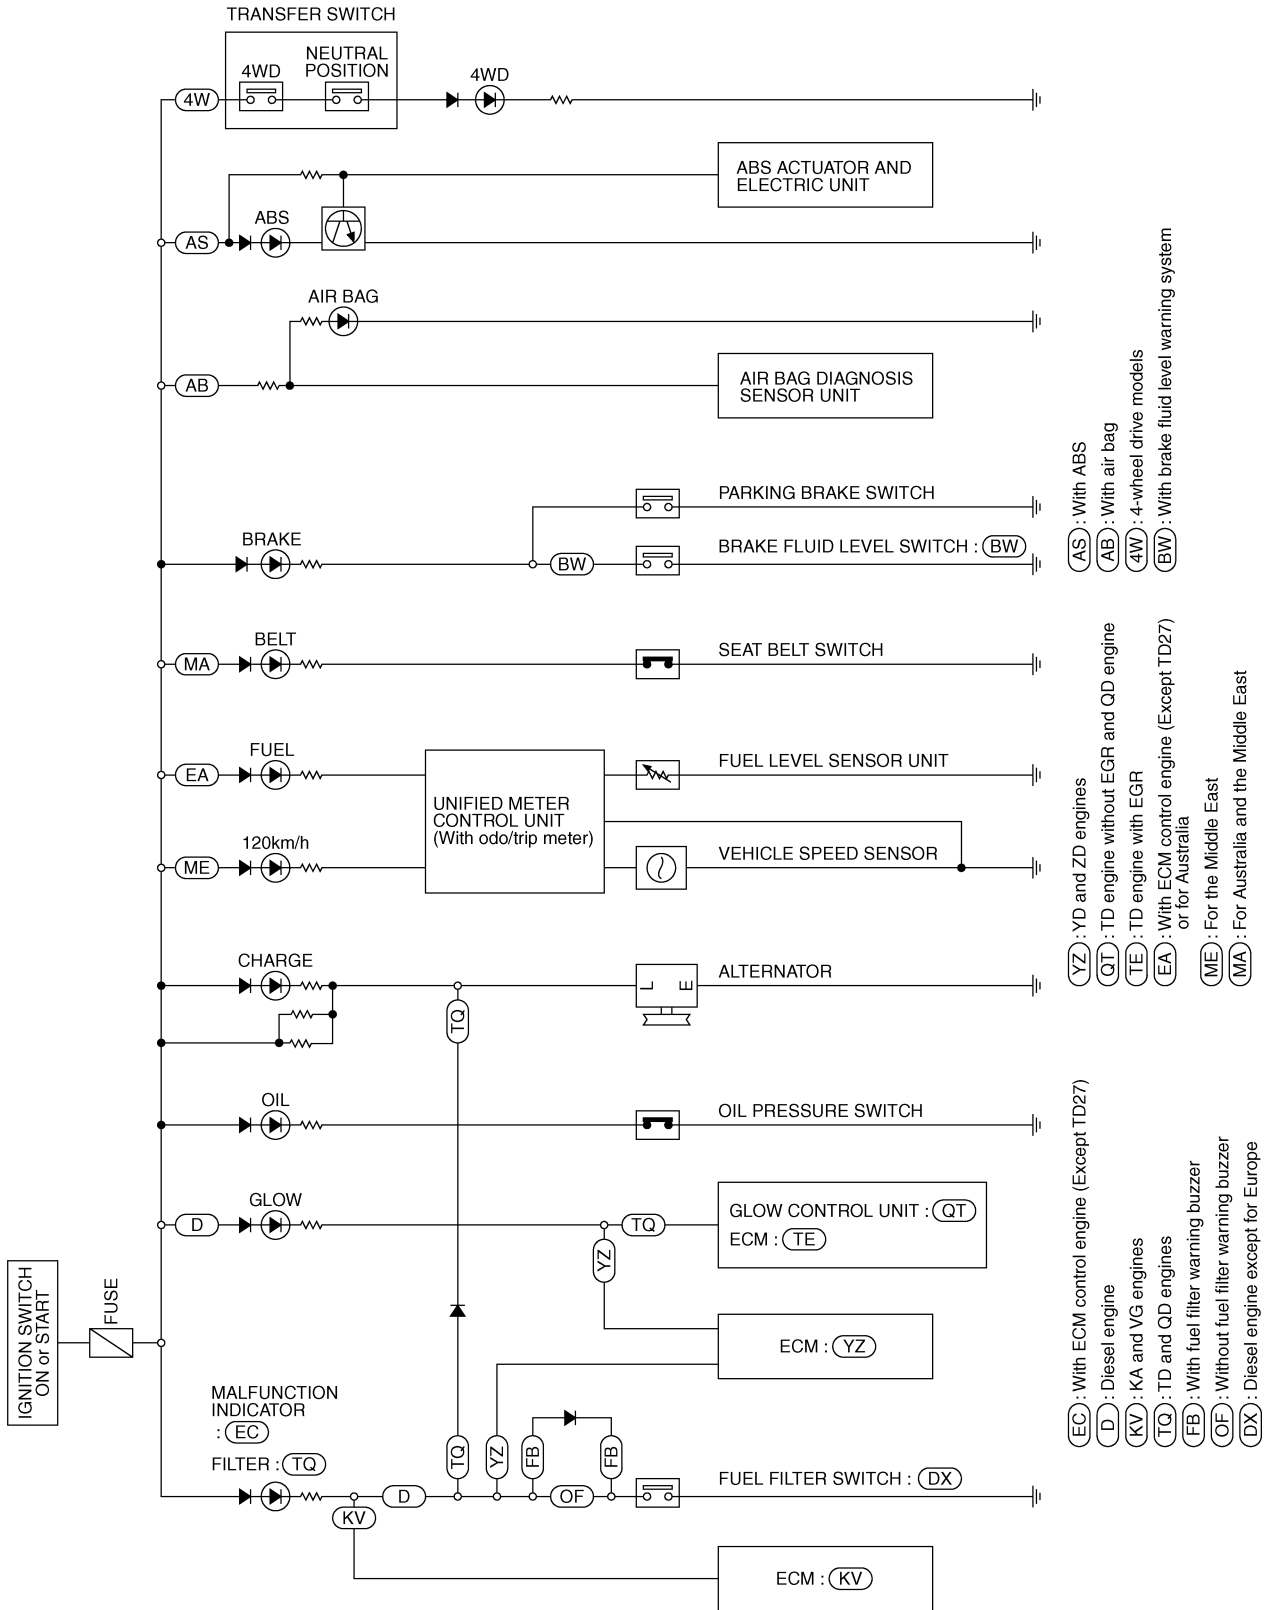 TRANSFER SWITCH
4WD
NEUTRAL
POSITION
4W
4WD
ABS ACTUATOR AND
ELECTRIC UNIT
ABS
AS
AIR BAG
AB
AIR BAG DIAGNOSIS
SENSOR UNIT
PARKING BRAKE SWITCH
BRAKE
BW
BRAKE FLUID LEVEL SWITCH : BW
AS : With ABS
AB : With air bag
4W : 4-wheel drive models
BW : With brake fluid level warning system
BELT
MA
SEAT BELT SWITCH
FUEL
EA
UNIFIED METER
CONTROL UNIT
(With odo/trip meter)
FUEL LEVEL SENSOR UNIT
120km/h
ME
VEHICLE SPEED SENSOR
YZ : YD and ZD engines
QT : TD engine without EGR and QD engine
TE : TD engine with EGR
EA : With ECM control engine (Except TD27)
or for Australia
ME : For the Middle East
MA : For Australia and the Middle East
CHARGE
TQ
L E
ALTERNATOR
OIL
OIL PRESSURE SWITCH
GLOW
D
TQ
YZ
GLOW CONTROL UNIT : QT
ECM : TE
IGNITION SWITCH
ON or START
FUSE
ECM : YZ
MALFUNCTION
INDICATOR
: EC
FILTER : TQ
KV
D
TQ
YZ
FB
OF
FB
FUEL FILTER SWITCH : DX
ECM : KV
EC : With ECM control engine (Except TD27)
D : Diesel engine
KV : KA and VG engines
TQ : TD and QD engines
FB : With fuel filter warning buzzer
OF : Without fuel filter warning buzzer
DX : Diesel engine except for Europe